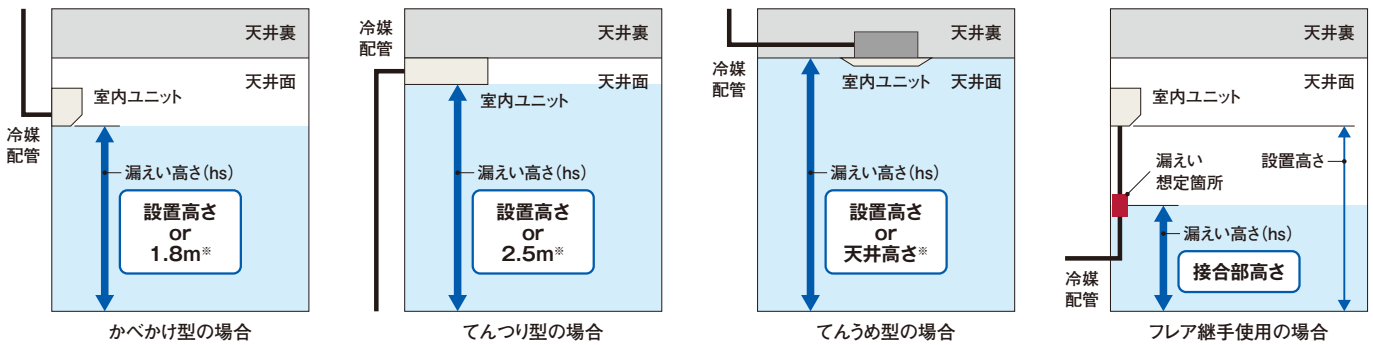 天井裏
天井面
室内ユニット
冷媒
配管
漏えい高さ(hs)
設置高さ
or
1.8m※
かべかけ型の場合
天井裏
冷媒
配管
天井面
室内ユニット
漏えい高さ(hs)
設置高さ
or
2.5m※
てんつり型の場合
天井裏
冷媒
配管
室内ユニット
天井面
漏えい高さ(hs)
設置高さ
or
天井高さ※
てんうめ型の場合
天井裏
天井面
室内ユニット
漏えい
想定箇所
設置高さ
漏えい高さ(hs)
接合部高さ
冷媒
配管
フレア継手使用の場合